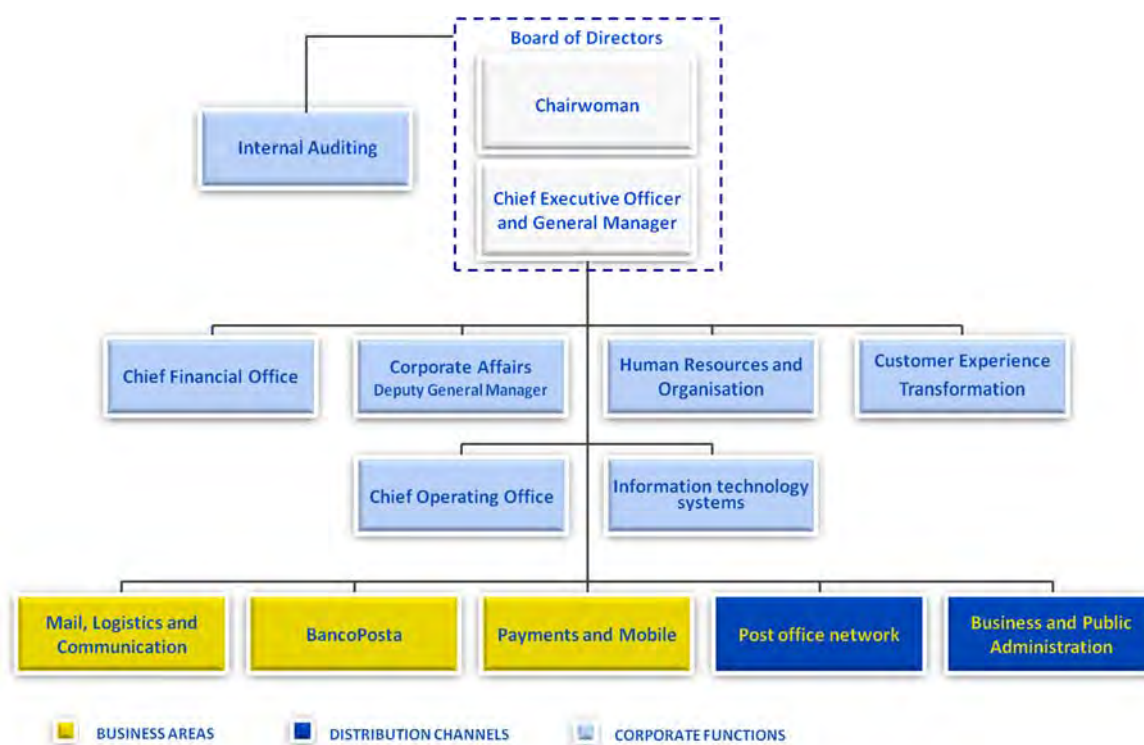 Board of Directors
Chairwoman
Internal Auditing
Chief Executive Officer
and General Manager
Chief Financial Office
Corporate Affairs
Deputy General Manager
Human Resources and
Organisation
Customer Experience
Transformation
Chief Operating Office
Information technology
systems
Mail, Logistics and
Communication
BancoPosta
Payments and Mobile
Post office network
Business and Public
Administration
BUSINESS AREAS
DISTRIBUTION CHANNELS
CORPORATE FUNCTIONS